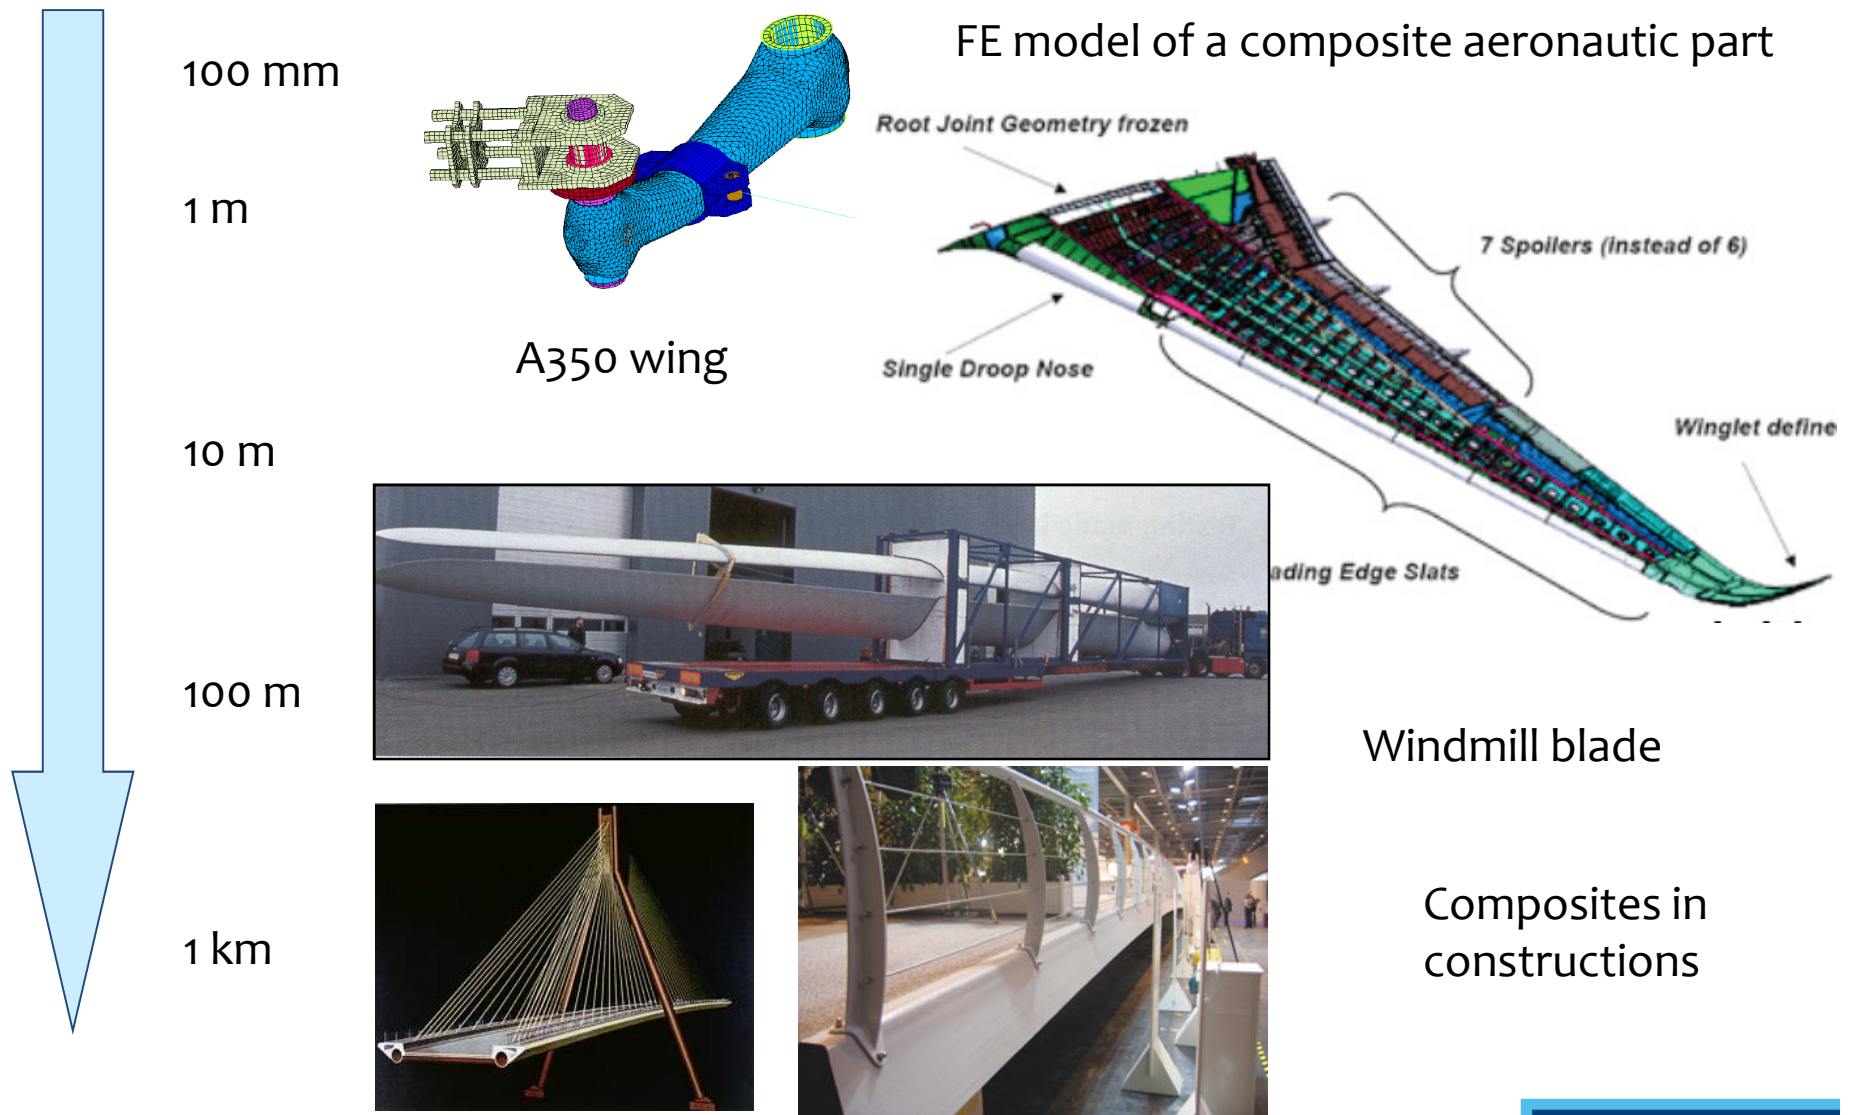 100 mm
FE model of a composite aeronautic part
Root Joint Geometry frozen
1 m
7 Spoilers (instead of 6)
A350 wing
Single Droop Nose
10 m
Winglet define
ading Edge Slats
100 m
Windmill blade
1 km
Composites in
constructions